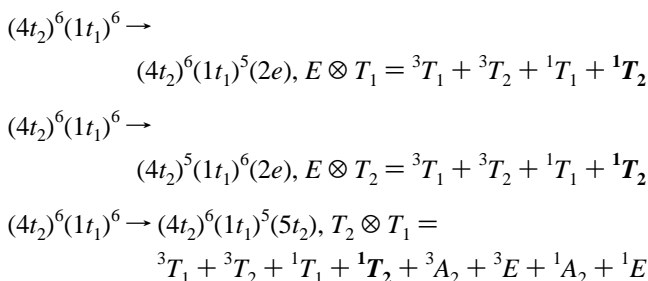 (4t₂)⁶(1t₁)⁶ →
(4t₂)⁶(1t₁)⁵(2e), E ⊗ T₁ = ³T₁ + ³T₂ + ¹T₁ + ¹T₂
(4t₂)⁶(1t₁)⁶ →
(4t₂)⁵(1t₁)⁶(2e), E ⊗ T₂ = ³T₁ + ³T₂ + ¹T₁ + ¹T₂
(4t₂)⁶(1t₁)⁶ → (4t₂)⁶(1t₁)⁵(5t₂), T₂ ⊗ T₁ =
³T₁ + ³T₂ + ¹T₁ + ¹T₂ + ³A₂ + ³E + ¹A₂ + ¹E